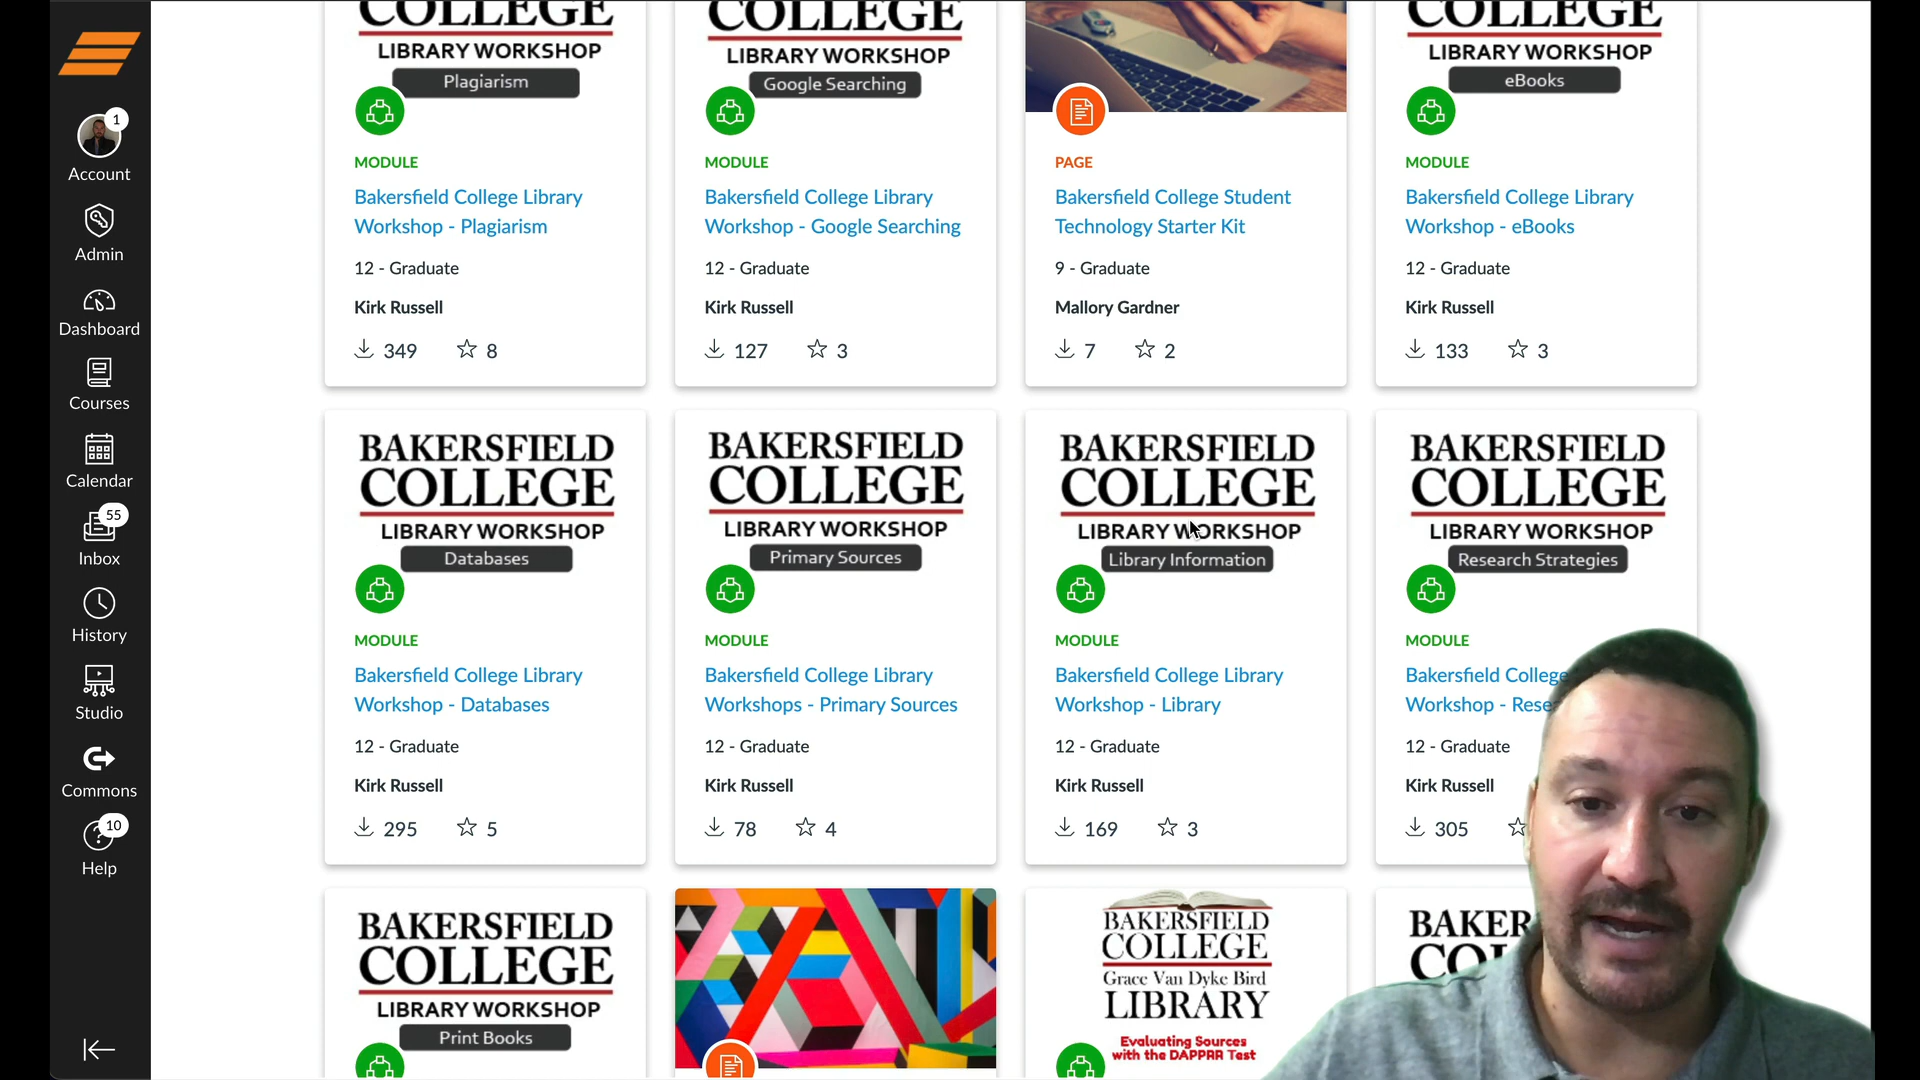 1
Account
Admin
Dashboard
Courses
Calendar
55
Inbox
History
Studio
Commons
10
Help
COLLEGE
LIBRARY WORKSHOP
Plagiarism
MODULE
Bakersfield College Library
Workshop - Plagiarism
12 - Graduate
Kirk Russell
349 8
COLLEGE
LIBRARY WORKSHOP
Google Searching
MODULE
Bakersfield College Library
Workshop - Google Searching
12 - Graduate
Kirk Russell
127 3
PAGE
Bakersfield College Student
Technology Starter Kit
9 - Graduate
Mallory Gardner
7 2
COLLEGE
LIBRARY WORKSHOP
eBooks
MODULE
Bakersfield College Library
Workshop - eBooks
12 - Graduate
Kirk Russell
133 3
BAKERSFIELD
COLLEGE
LIBRARY WORKSHOP
Databases
MODULE
Bakersfield College Library
Workshop - Databases
12 - Graduate
Kirk Russell
295 5
BAKERSFIELD
COLLEGE
LIBRARY WORKSHOP
Primary Sources
MODULE
Bakersfield College Library
Workshops - Primary Sources
12 - Graduate
Kirk Russell
78 4
BAKERSFIELD
COLLEGE
LIBRARY WORKSHOP
Library Information
MODULE
Bakersfield College Library
Workshop - Library
12 - Graduate
Kirk Russell
169 3
BAKERSFIELD
COLLEGE
LIBRARY WORKSHOP
Research Strategies
MODULE
Bakersfield College
Workshop -
12 - Graduate
Kirk Russell
305
BAKERSFIELD
COLLEGE
LIBRARY WORKSHOP
Print Books
BAKERSFIELD
COLLEGE
Grace Van Dyke Bird
LIBRARY
Evaluating Sources
with the DAPPRR Test